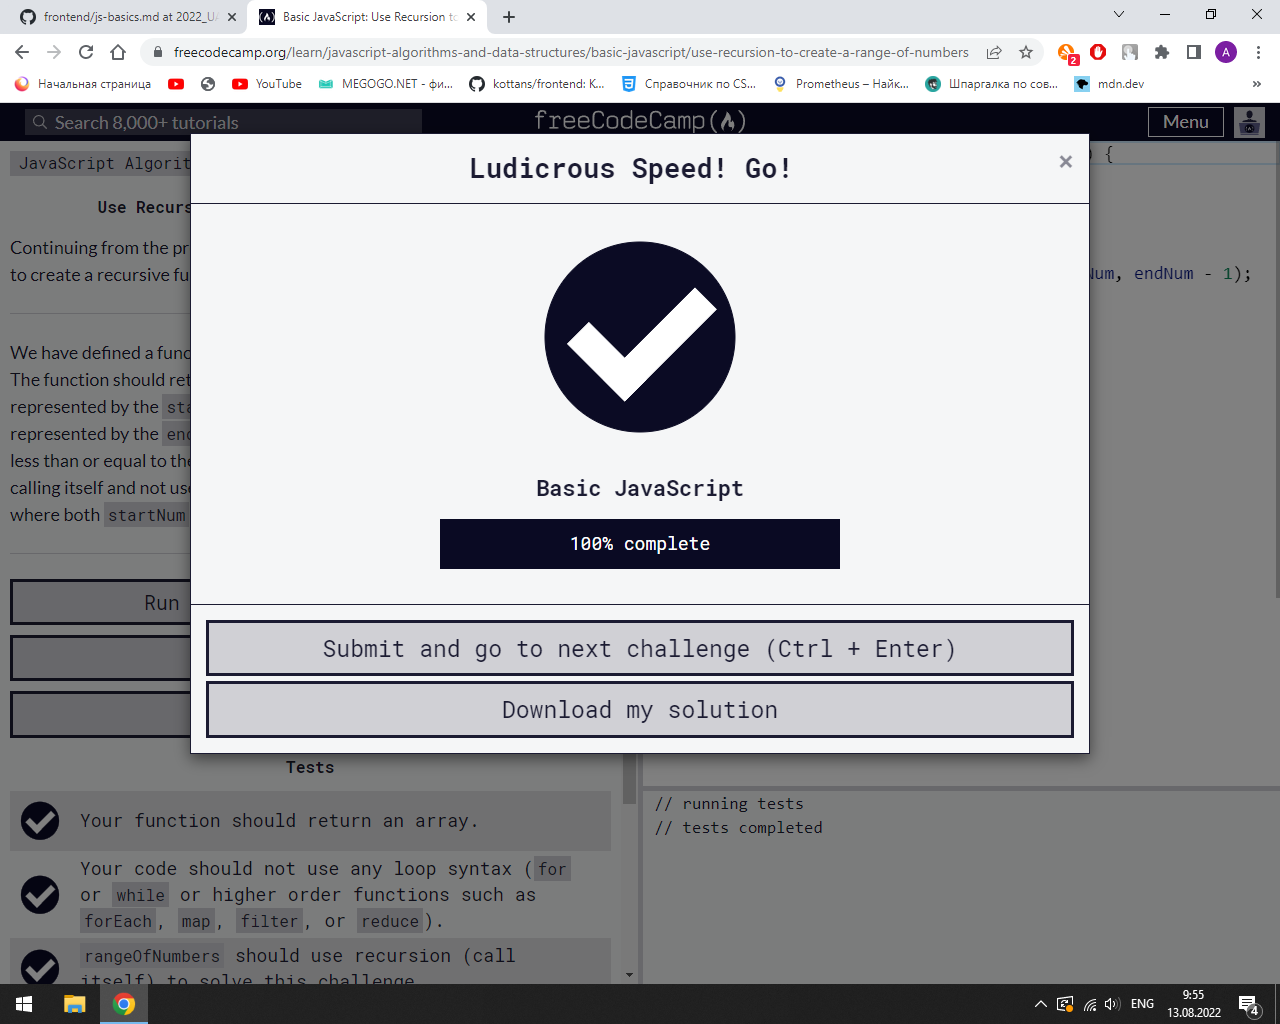 frontend/js-basics.md at 2022_U
Basic JavaScript: Use Recursion to
freecodecamp.org/learn/javascript-algorithms-and-data-structures/basic-javascript/use-recursion-to-create-a-range-of-numbers
A
2
Начальная страница
YouTube
MEGOGO.NET - фи...
kottans/frontend: K...
Справочник по CS...
Prometheus – Найк...
Шпаргалка по сов...
mdn.dev
»
Search 8,000+ tutorials
freeCodeCamp
Menu
JavaScript Algorit
Use Recurs
Continuing from the pr
to create a recursive fu
We have defined a func
The function should ret
represented by the sta
represented by the end
less than or equal to the
calling itself and not use
where both startNum
Run
) {
Num, endNum - 1);
Ludicrous Speed! Go!
×
Basic JavaScript
100% complete
Submit and go to next challenge (Ctrl + Enter)
Download my solution
Tests
Your function should return an array.
Your code should not use any loop syntax (for
or while or higher order functions such as
forEach, map, filter, or reduce).
rangeOfNumbers should use recursion (call
itself) to solve this challenge.
// running tests
// tests completed
ENG
9:55
13.08.2022
4